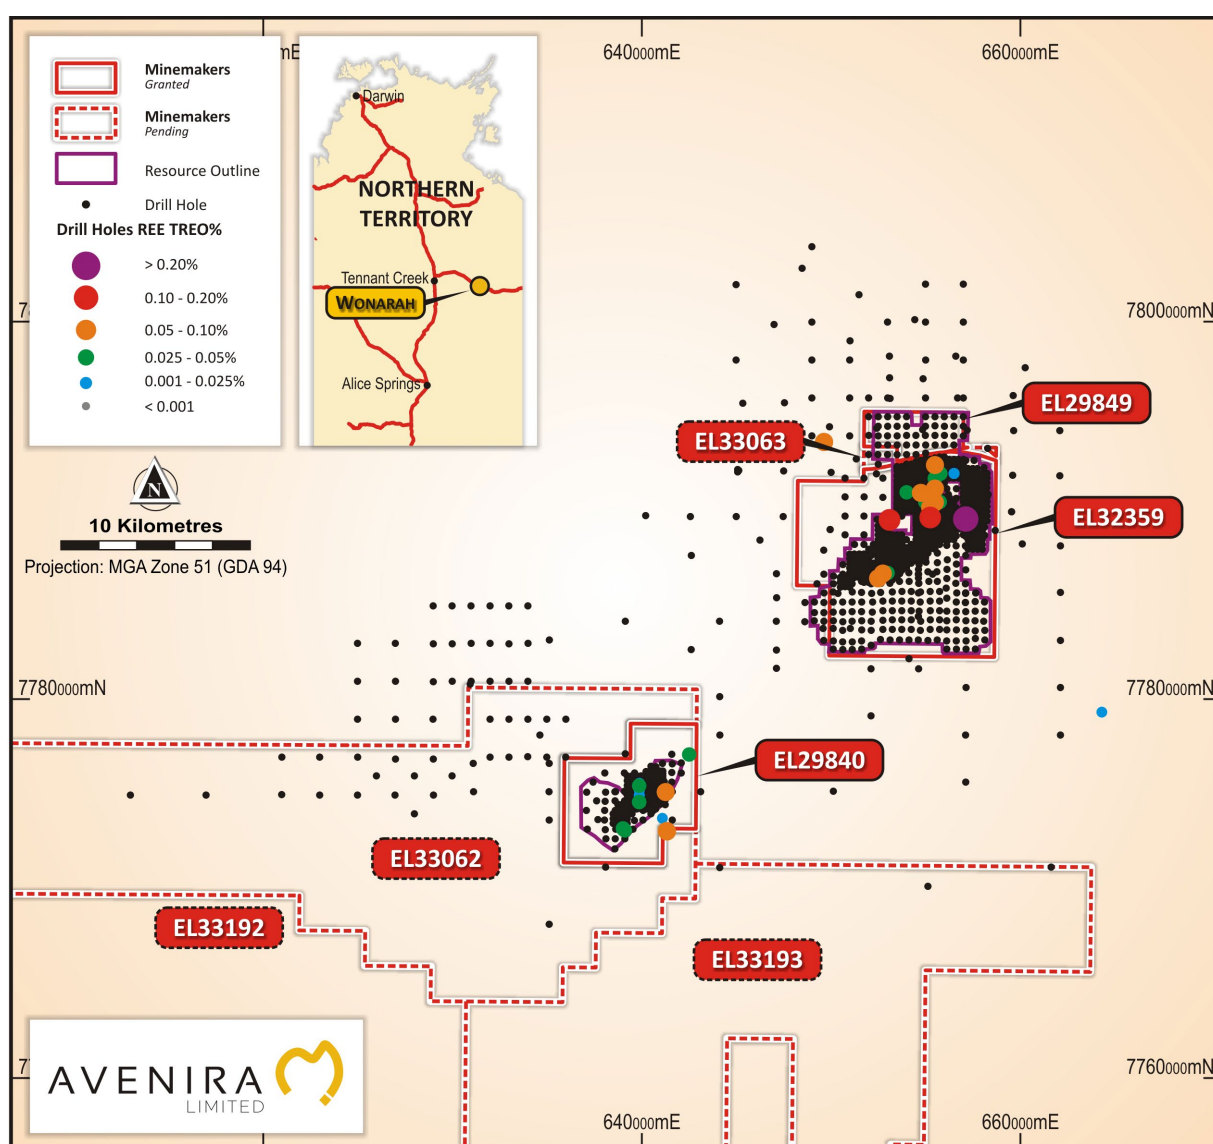 mE
640000mE
660000mE
Minemakers
Granted
Minemakers
Pending
Resource Outline
Drill Hole
Drill Holes REE TREO%
> 0.20%
0.10 - 0.20%
0.05 - 0.10%
0.025 - 0.05%
0.001 - 0.025%
< 0.001
Darwin
NORTHERN
TERRITORY
Tennant Creek
WONARAH
Alice Springs
78
7800000mN
EL29849
EL33063
N
10 Kilometres
Projection: MGA Zone 51 (GDA 94)
EL32359
7780000mN
7780000mN
EL29840
EL33062
EL33192
EL33193
77
7760000mN
AVENIRA
LIMITED
640000mE
660000mE